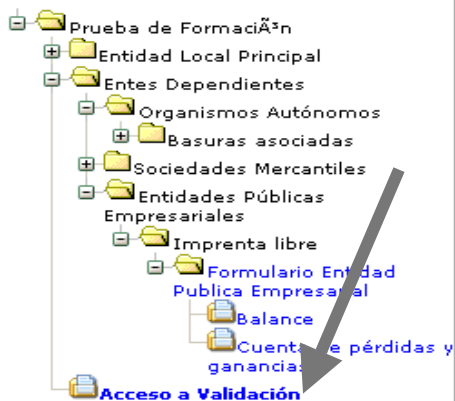 Prueba de FormaciÃ³n
Entidad Local Principal
Entes Dependientes
Organismos Autónomos
Basuras asociadas
Sociedades Mercantiles
Entidades Públicas
Empresariales
Imprenta libre
Formulario Entidad
Publica Empresarial
Balance
Cuenta de pérdidas y
ganancias
Acceso a Validación